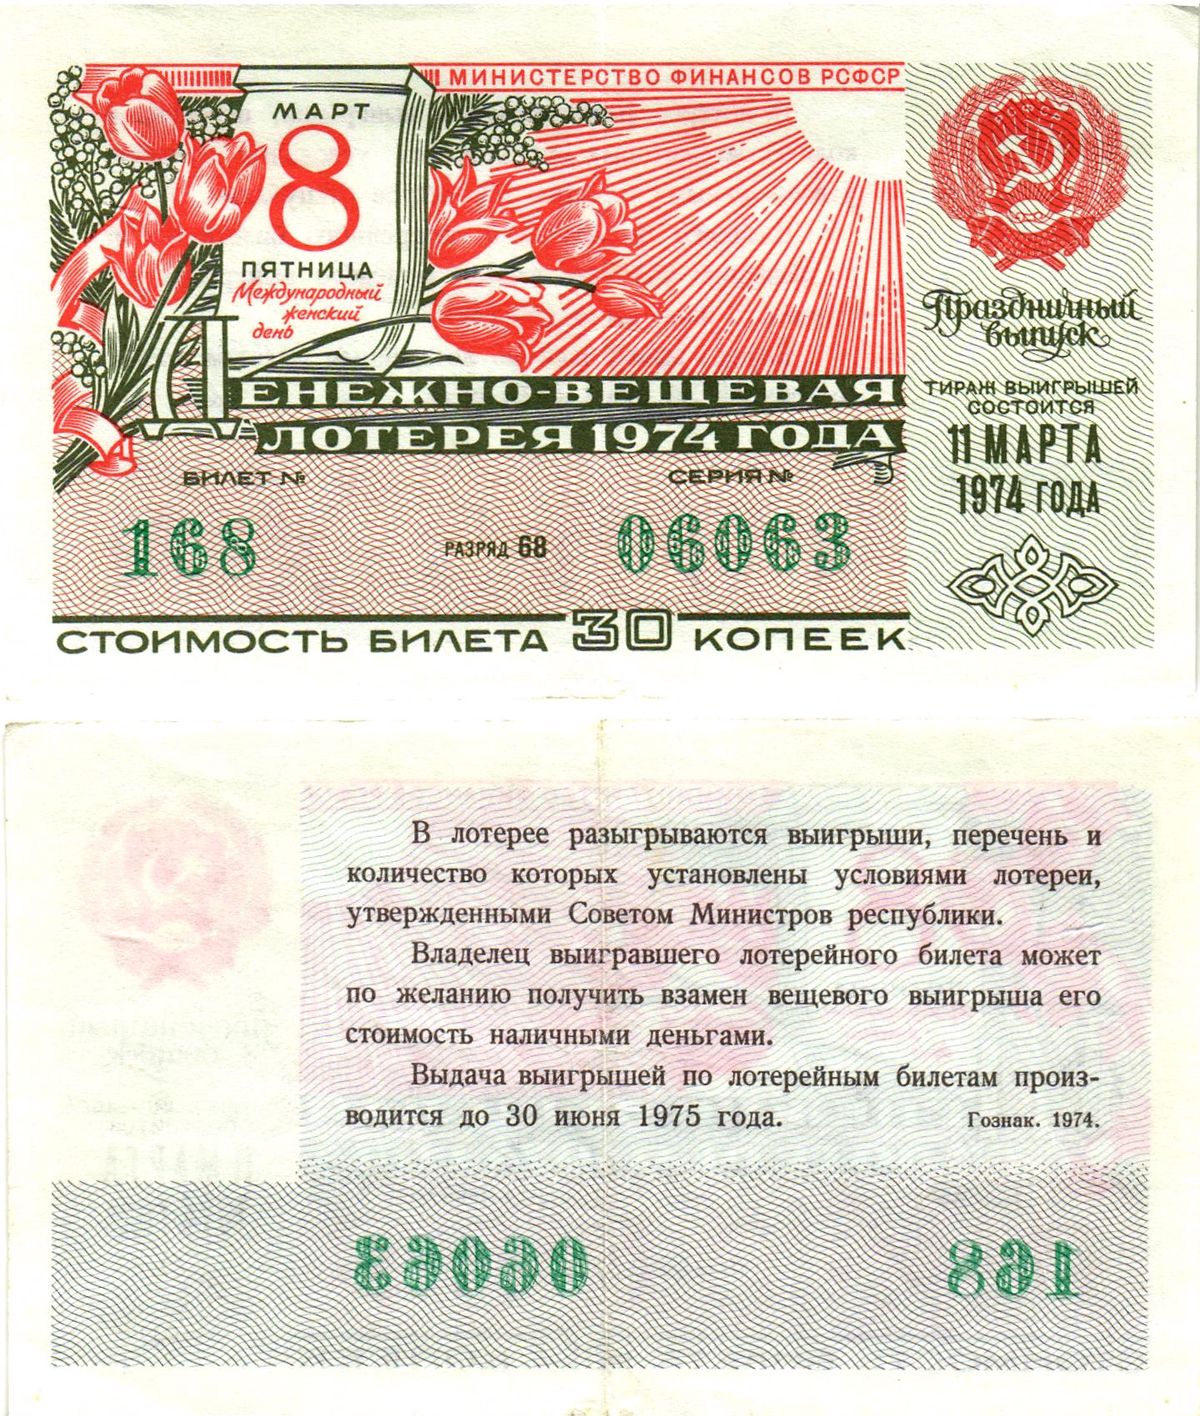 МИНИСТЕРСТВО ФИНАНСОВ РСФСР
МАРТ
8
ПЯТНИЦА
Международный
женский
день
Праздничный
выпуск
ТИРАЖ ВЫИГРЫШЕЙ
СОСТОИТСЯ
11 МАРТА
1974 ГОДА
ДЕНЕЖНО-ВЕЩЕВАЯ
ЛОТЕРЕЯ 1974 ГОДА
БИЛЕТ № СЕРИЯ №
168 РАЗРЯД 68 06063
СТОИМОСТЬ БИЛЕТА 30 КОПЕЕК
В лотерее разыгрываются выигрыши, перечень и
количество которых установлены условиями лотереи,
утвержденными Советом Министров республики.
Владелец выигравшего лотерейного билета может
по желанию получить взамен вещевого выигрыша его
стоимость наличными деньгами.
Выдача выигрышей по лотерейным билетам произ-
водится до 30 июня 1975 года. Гознак. 1974.
06063 168